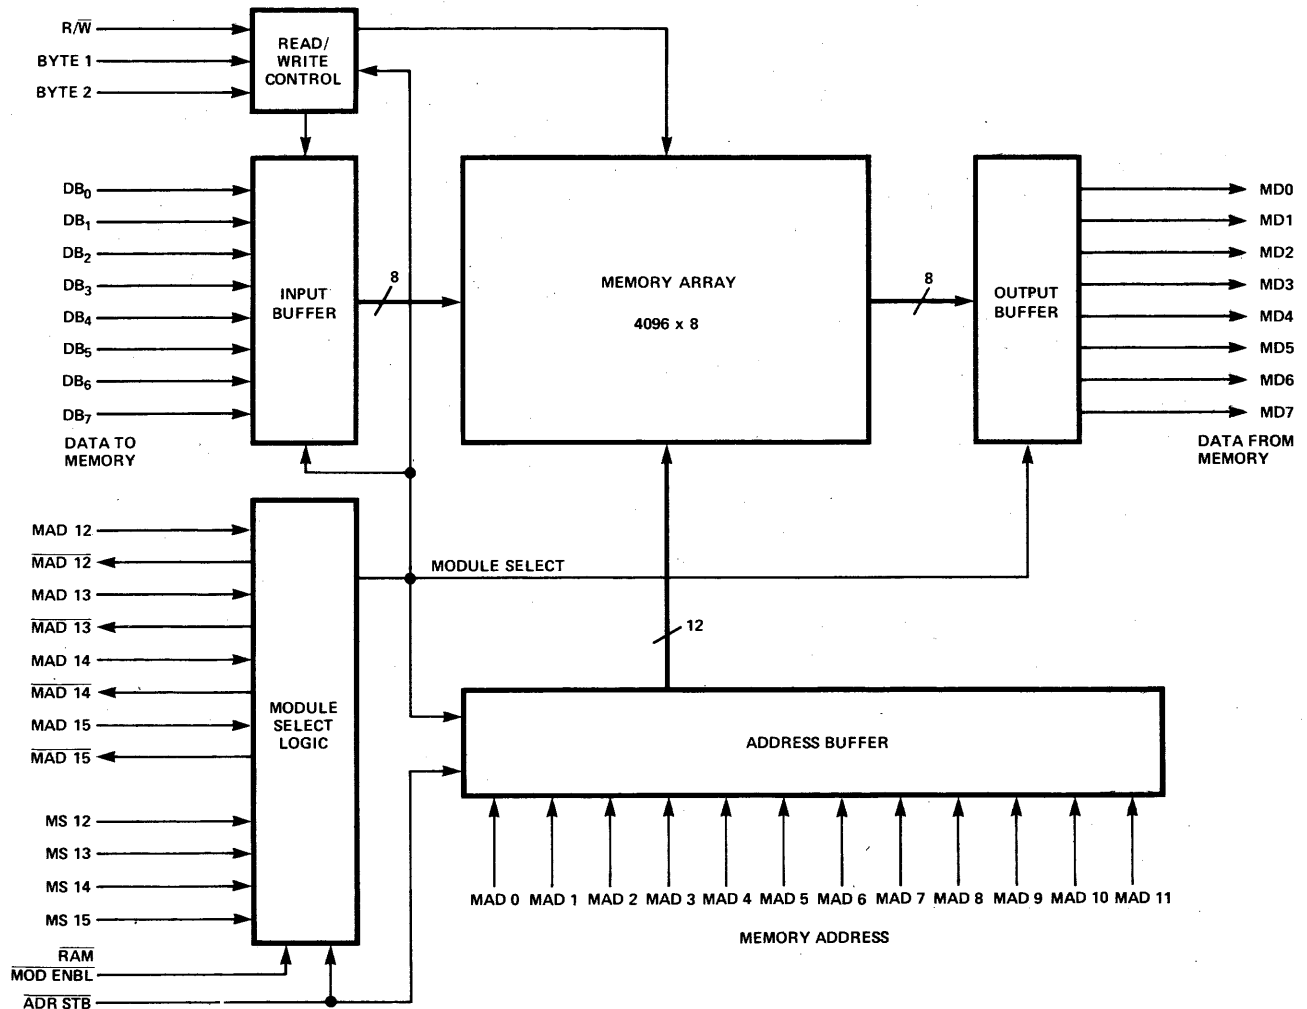 R/W̅
BYTE 1
BYTE 2
READ/
WRITE
CONTROL
DB0
DB1
DB2
DB3
DB4
DB5
DB6
DB7
DATA TO
MEMORY
INPUT
BUFFER
8
MEMORY ARRAY
4096 x 8
8
OUTPUT
BUFFER
MD0
MD1
MD2
MD3
MD4
MD5
MD6
MD7
DATA FROM
MEMORY
MAD 12
MAD 12
MAD 13
MAD 13
MAD 14
MAD 14
MAD 15
MAD 15
MS 12
MS 13
MS 14
MS 15
RAM
MOD ENBL
ADR STB
MODULE
SELECT
LOGIC
MODULE SELECT
12
ADDRESS BUFFER
MAD 0 MAD 1 MAD 2 MAD 3 MAD 4 MAD 5 MAD 6 MAD 7 MAD 8 MAD 9 MAD 10 MAD 11
MEMORY ADDRESS